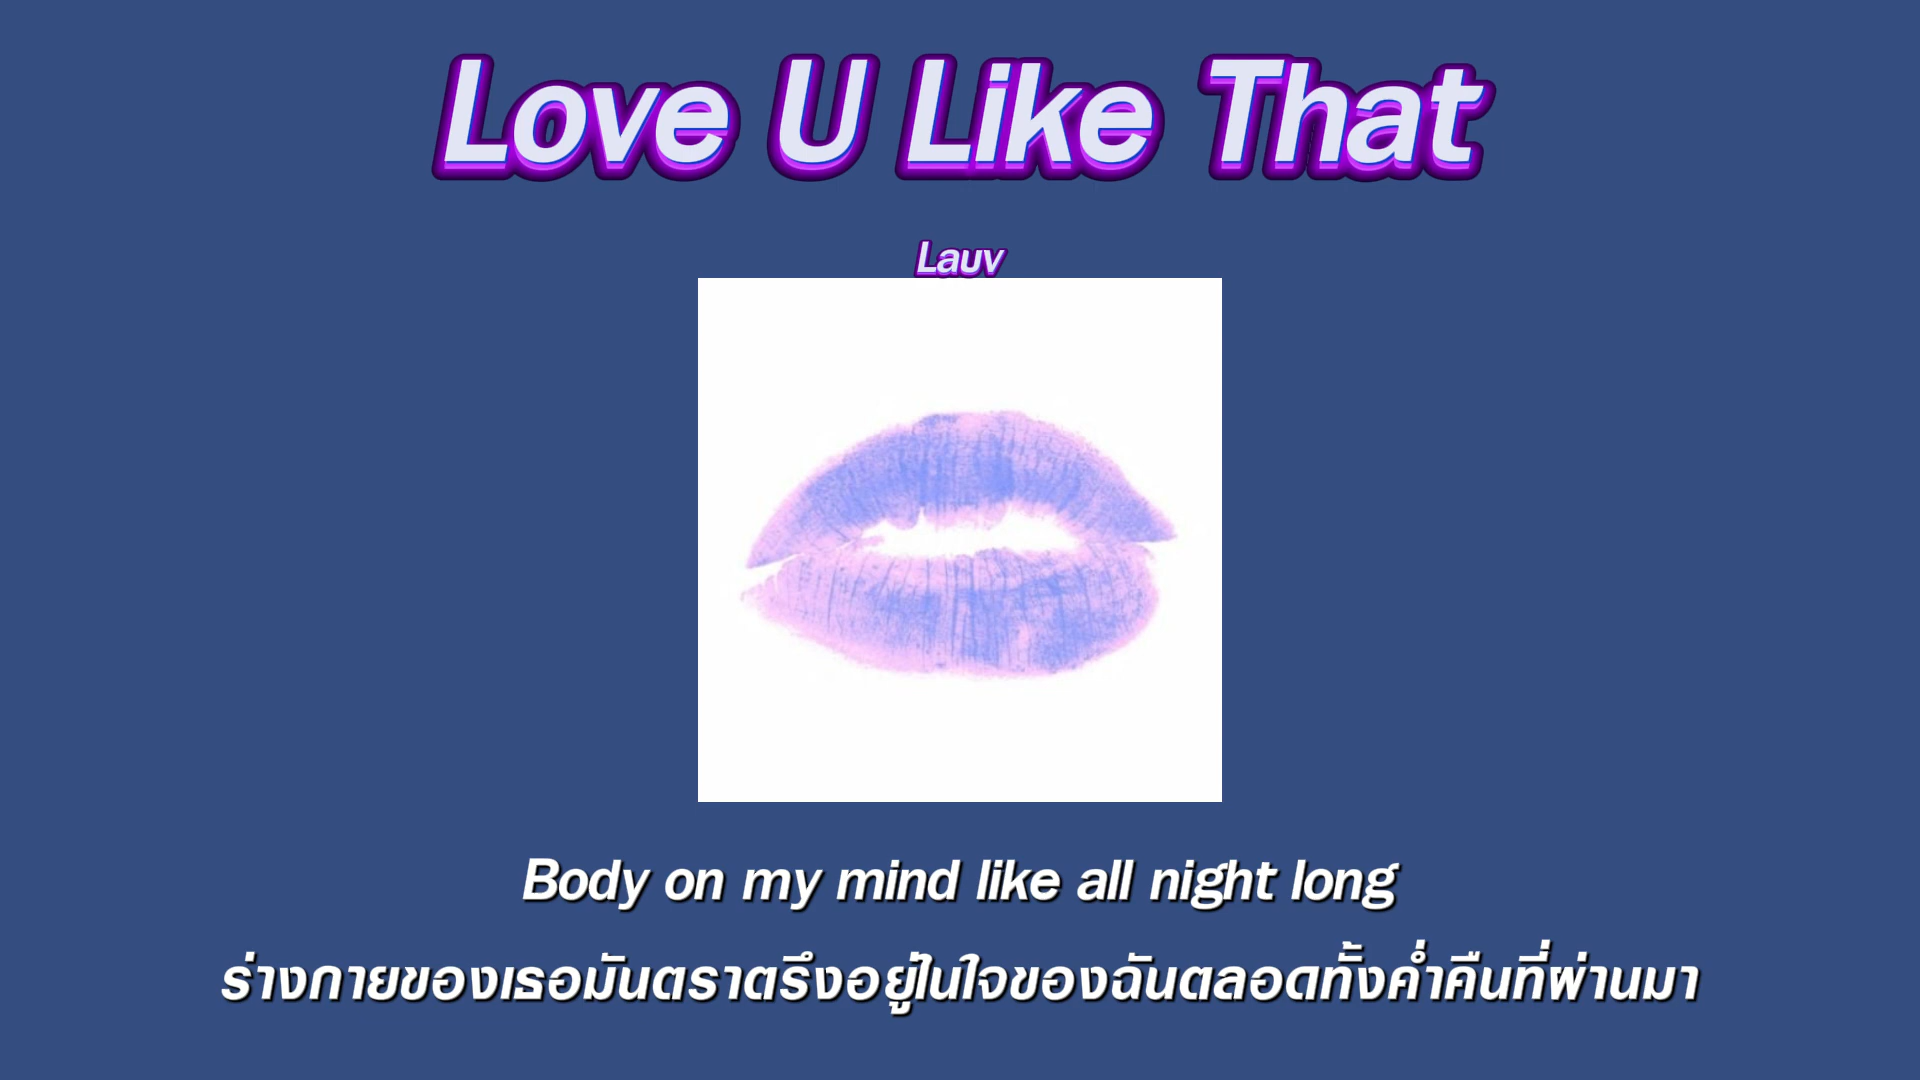 Love U Like That
Lauv
Body on my mind like all night long
ร่างกายของเธอมันตราตรึงอยู่ในใจของฉันตลอดทั้งค่ำคืนที่ผ่านมา